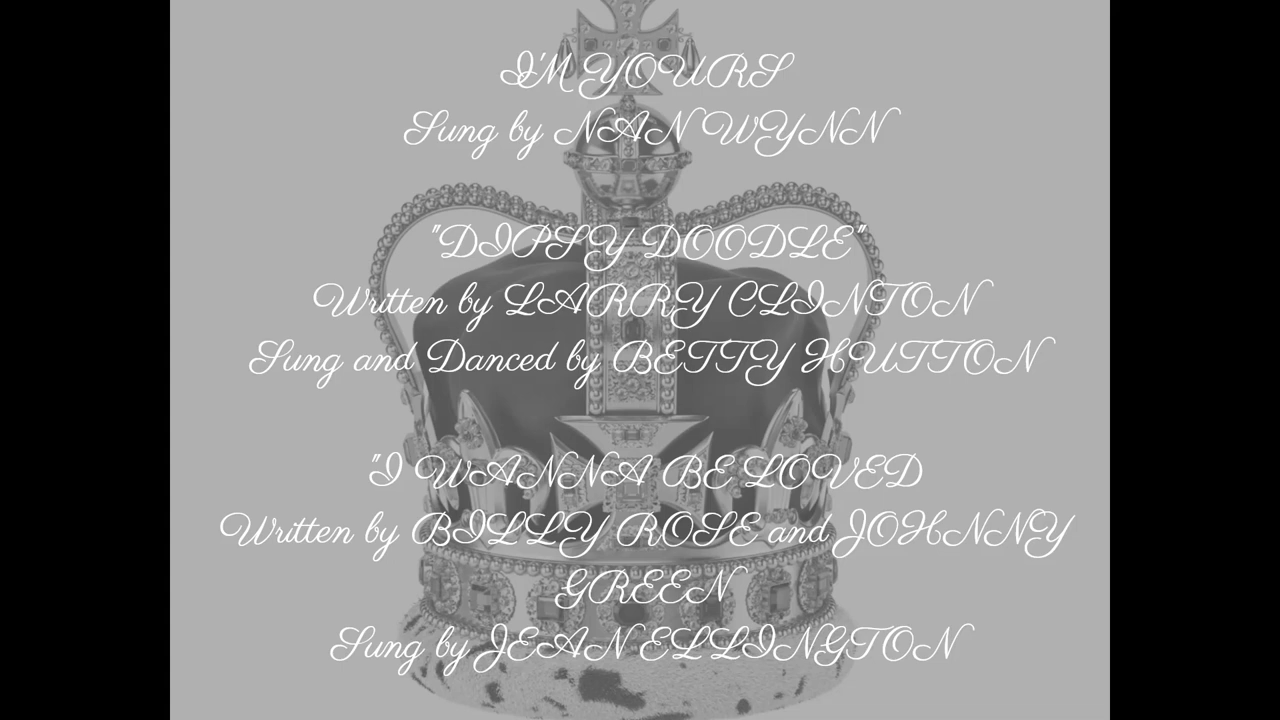 I'M YOURS
Sung by NAN WYNN
"DIPSY DOODLE"
Written by LARRY CLINTON
Sung and Danced by BETTY HUTTON
"I WANNA BE LOVED
Written by BILLY ROSE and JOHNNY
GREEN
Sung by JEAN ELLINGTON